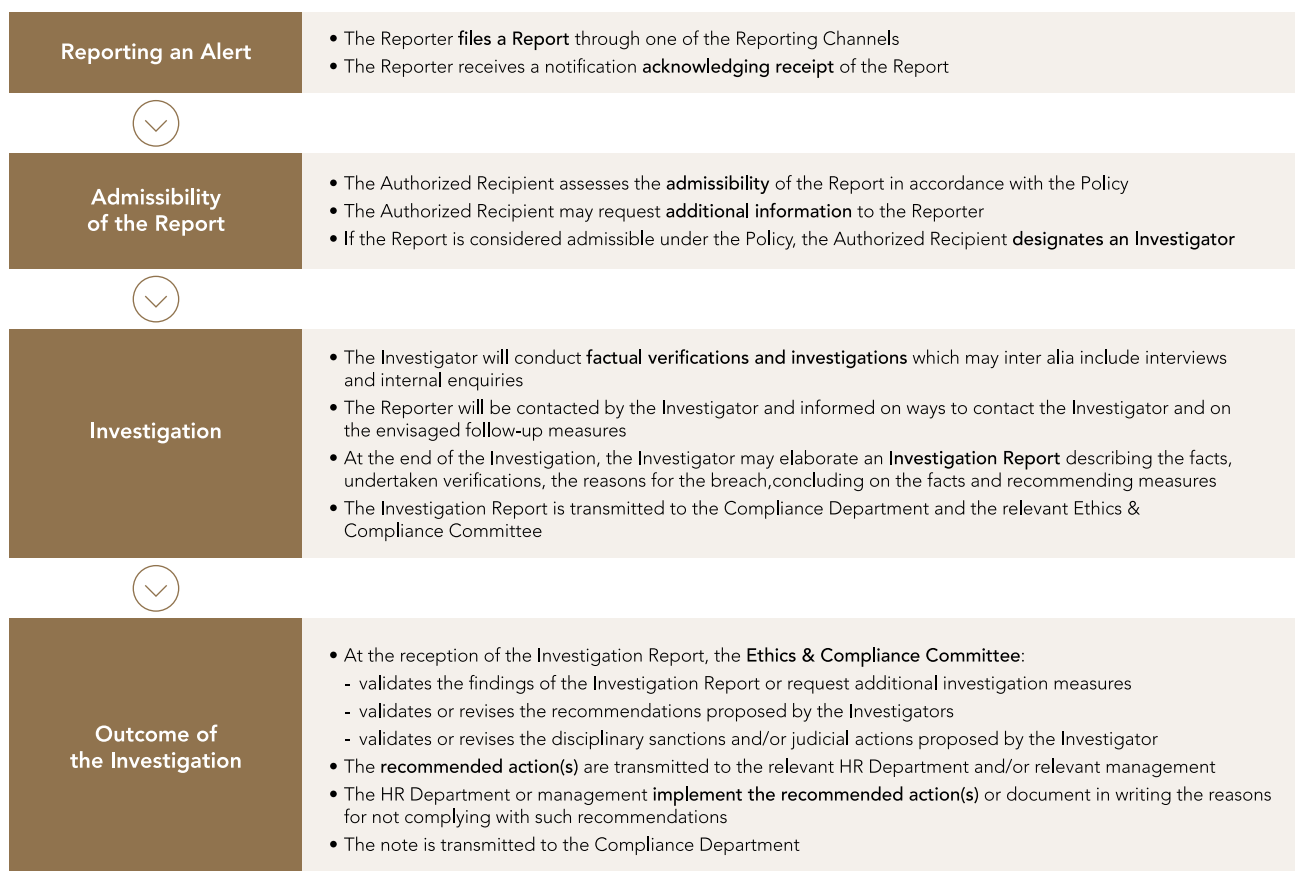 Reporting an Alert
• The Reporter files a Report through one of the Reporting Channels
• The Reporter receives a notification acknowledging receipt of the Report
Admissibility
of the Report
• The Authorized Recipient assesses the admissibility of the Report in accordance with the Policy
• The Authorized Recipient may request additional information to the Reporter
• If the Report is considered admissible under the Policy, the Authorized Recipient designates an Investigator
Investigation
• The Investigator will conduct factual verifications and investigations which may inter alia include interviews
and internal enquiries
• The Reporter will be contacted by the Investigator and informed on ways to contact the Investigator and on
the envisaged follow-up measures
• At the end of the Investigation, the Investigator may elaborate an Investigation Report describing the facts,
undertaken verifications, the reasons for the breach,concluding on the facts and recommending measures
• The Investigation Report is transmitted to the Compliance Department and the relevant Ethics &
Compliance Committee
Outcome of
the Investigation
• At the reception of the Investigation Report, the Ethics & Compliance Committee:
- validates the findings of the Investigation Report or request additional investigation measures
- validates or revises the recommendations proposed by the Investigators
- validates or revises the disciplinary sanctions and/or judicial actions proposed by the Investigator
• The recommended action(s) are transmitted to the relevant HR Department and/or relevant management
• The HR Department or management implement the recommended action(s) or document in writing the reasons
for not complying with such recommendations
• The note is transmitted to the Compliance Department